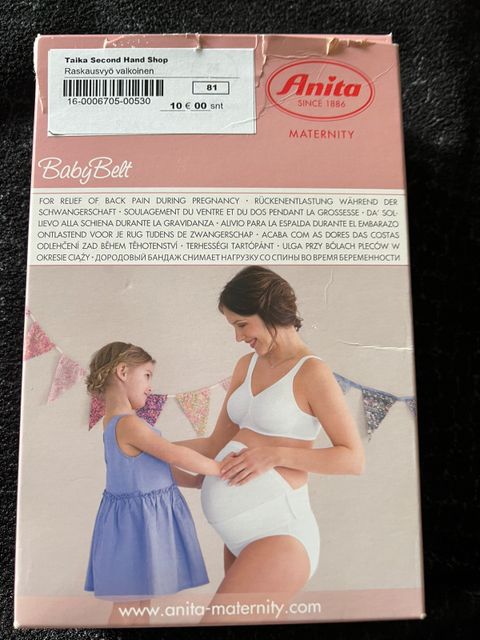 Taika Second Hand Shop
Raskausvyö valkoinen
81
16-0006705-00530
10 € 00 snt
Anita
SINCE 1886
MATERNITY
BabyBelt
FOR RELIEF OF BACK PAIN DURING PREGNANCY · RÜCKENENTLASTUNG WÄHREND DER
SCHWANGERSCHAFT · SOULAGEMENT DU VENTRE ET DU DOS PENDANT LA GROSSESSE · DA' SOL-
LIEVO ALLA SCHIENA DURANTE LA GRAVIDANZA · ALIVIO PARA LA ESPALDA DURANTE EL EMBARAZO
ONTLASTEND VOOR JE RUG TIJDENS DE ZWANGERSCHAP · ACABA COM AS DORES DAS COSTAS
ODLEHČENÍ ZAD BĚHEM TĚHOTENSTVÍ · TERHESSÉGI TARTÓPÁNT · ULGA PRZY BÓLACH PLECÓW W
OKRESIE CIĄŻY · ДОРОДОВЫЙ БАНДАЖ СНИМАЕТ НАГРУЗКУ СО СПИНЫ ВО ВРЕМЯ БЕРЕМЕННОСТИ
www.anita-maternity.com